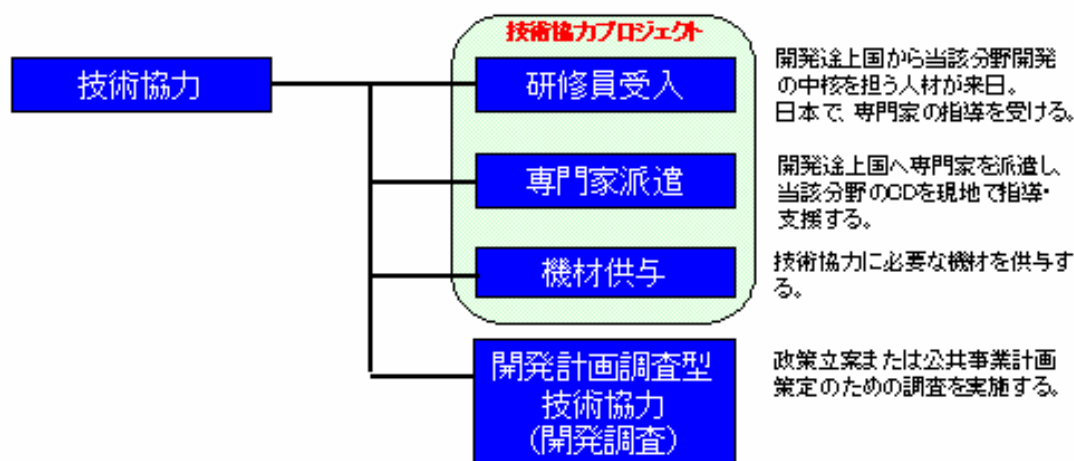 技術協力プロジェクト
技術協力
研修員受入
開発途上国から当該分野開発
の中核を担う人材が来日。
日本で、専門家の指導を受ける。
専門家派遣
開発途上国へ専門家を派遣し、
当該分野のCDを現地で指導・
支援する。
機材供与
技術協力に必要な機材を供与す
る。
開発計画調査型
技術協力
(開発調査)
政策立案または公共事業計画
策定のための調査を実施する。